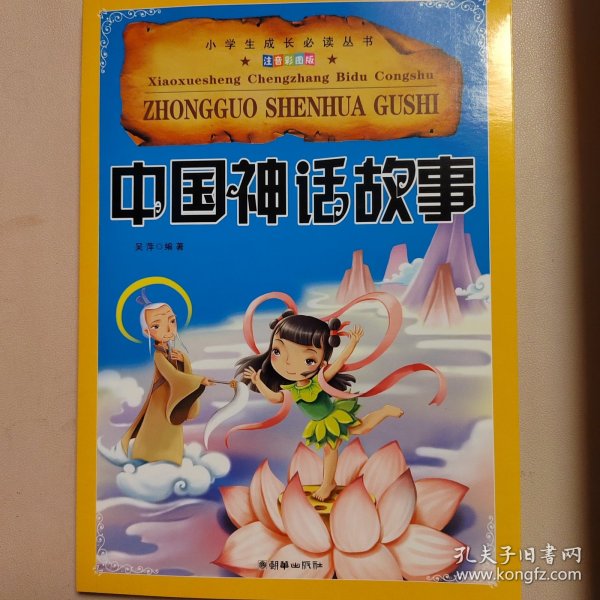 小学生成长必读丛书
★ 注音彩图版 ★
Xiaoxuesheng Chengzhang Bidu Congshu
ZHONGGUO SHENHUA GUSHI
中国神话故事
吴萍◎编著
朝华出版社
孔夫子旧书网
www.kongfz.com